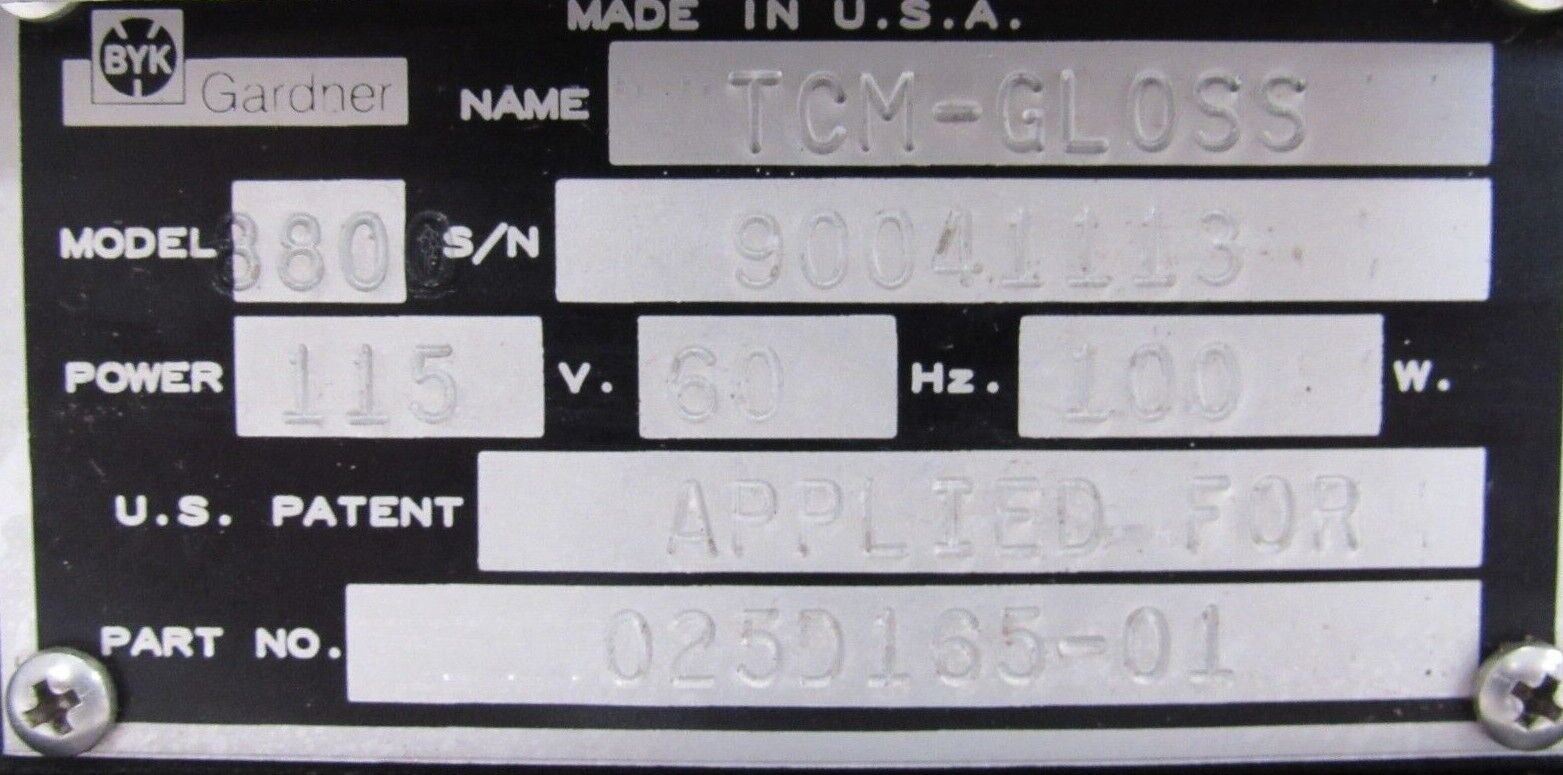 MADE IN U.S.A.
BYK Gardner NAME TCM-GLOSS
MODEL 8800 S/N 90041113
POWER 115 V. 60 Hz. 100 W.
U.S. PATENT APPLIED FOR
PART NO. 025D165-01